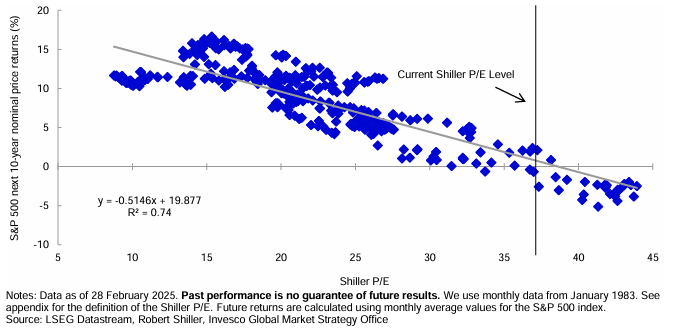 S&P 500 next 10-year nominal price returns (%)
20
15
10
5
0
-5
-10
Current Shiller P/E Level
y = -0.5146x + 19.877
R² = 0.74
5 10 15 20 25 30 35 40 45
Shiller P/E
Notes: Data as of 28 February 2025. Past performance is no guarantee of future results. We use monthly data from January 1983. See
appendix for the definition of the Shiller P/E. Future returns are calculated using monthly average values for the S&P 500 index.
Source: LSEG Datastream, Robert Shiller, Invesco Global Market Strategy Office